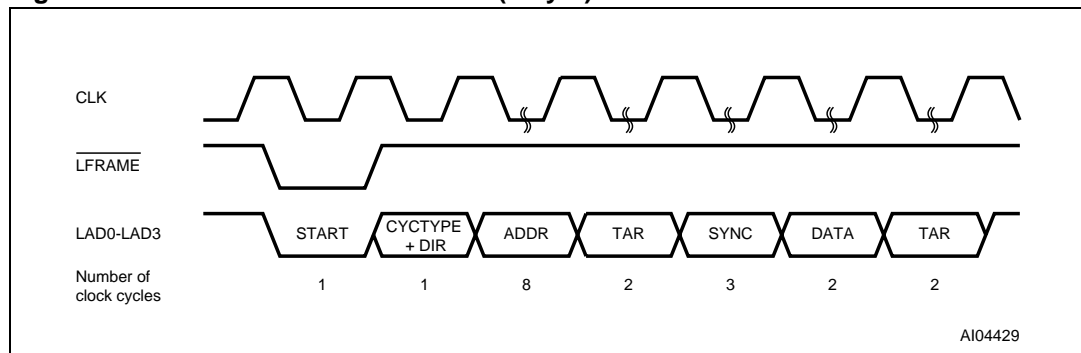 CLK
LFRAME
LAD0-LAD3
START
CYCTYPE
+ DIR
ADDR
TAR
SYNC
DATA
TAR
Number of
clock cycles
1
1
8
2
3
2
2
AI04429